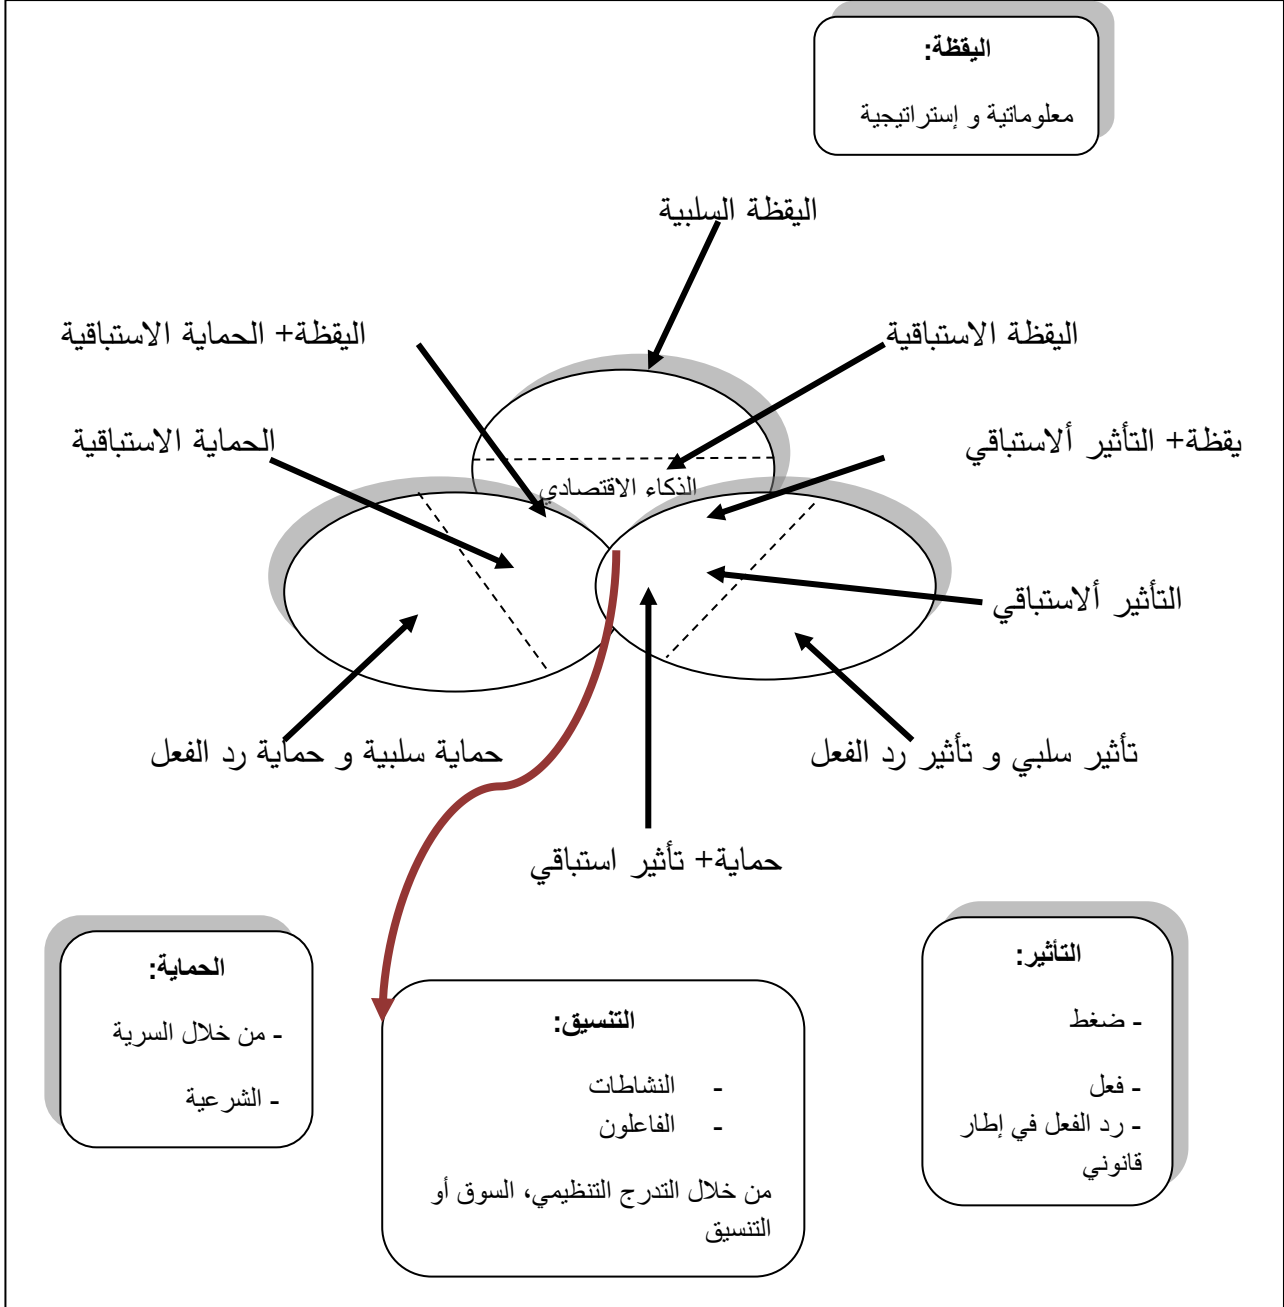 اليقظة:
معلوماتية و إستراتيجية
اليقظة السلبية
اليقظة الاستباقية
اليقظة+ الحماية الاستباقية
يقظة+ التأثير ألاستباقي
الحماية الاستباقية
الذكاء الاقتصادي
التأثير ألاستباقي
تأثير سلبي و تأثير رد الفعل
حماية سلبية و حماية رد الفعل
حماية+ تأثير استباقي
التأثير:
- ضغط
- فعل
- رد الفعل في إطار
قانوني
التنسيق:
- النشاطات
- الفاعلون
من خلال التدرج التنظيمي، السوق أو
التنسيق
الحماية:
- من خلال السرية
- الشرعية